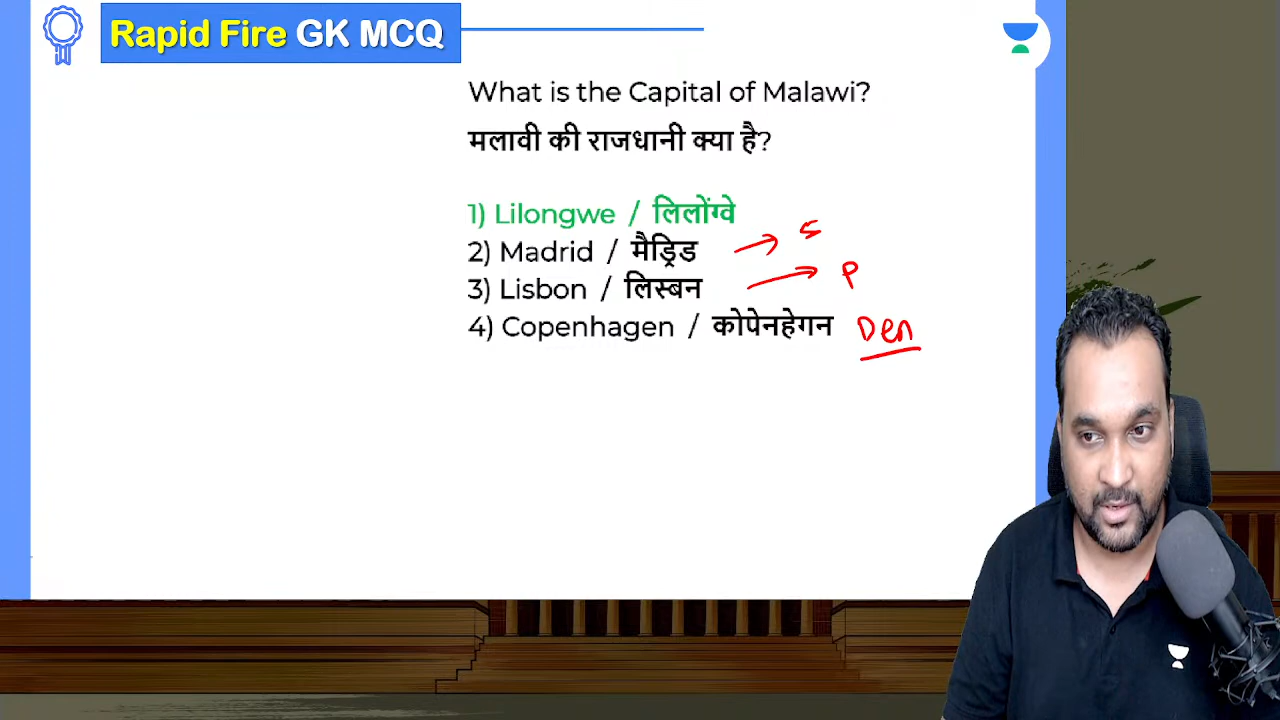 Rapid Fire GK MCQ
What is the Capital of Malawi?
मलावी की राजधानी क्या है?
1) Lilongwe / लिलोंग्वे
2) Madrid / मैड्रिड → S
3) Lisbon / लिस्बन → P
4) Copenhagen / कोपेनहेगन Den